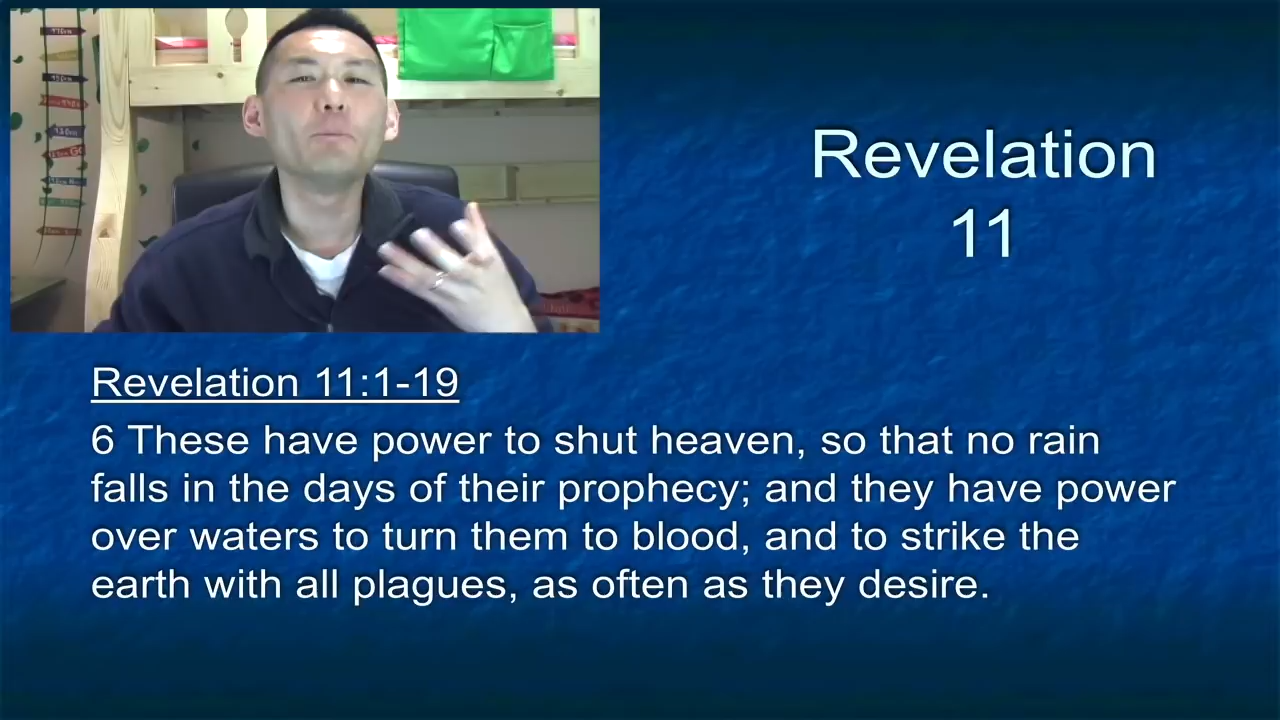 Revelation
11
Revelation 11:1-19
6 These have power to shut heaven, so that no rain
falls in the days of their prophecy; and they have power
over waters to turn them to blood, and to strike the
earth with all plagues, as often as they desire.